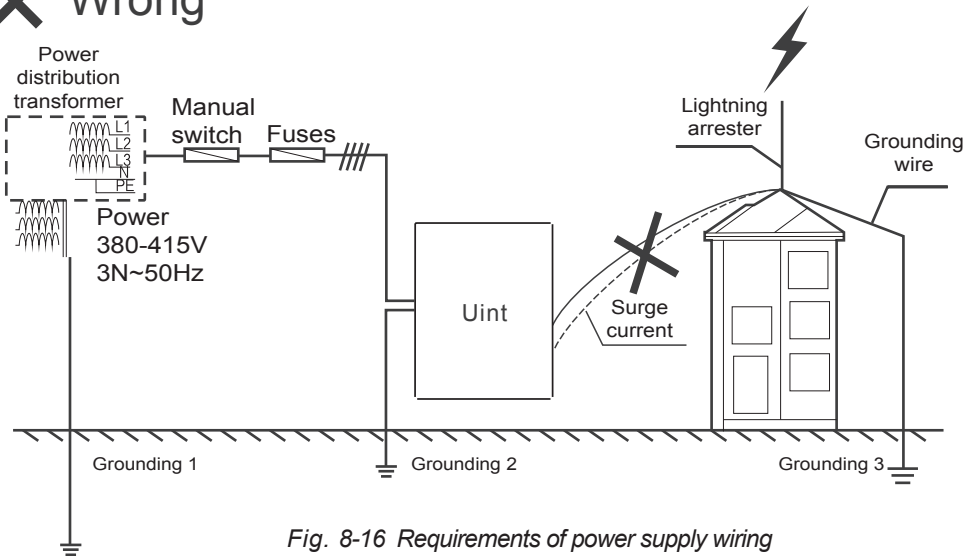 Wrong
Power
distribution
transformer
L1
L2
L3
N
PE
Manual
switch
Fuses
Power
380-415V
3N~50Hz
Uint
Lightning
arrester
Grounding
wire
Surge
current
Grounding 1
Grounding 2
Grounding 3
Fig. 8-16 Requirements of power supply wiring